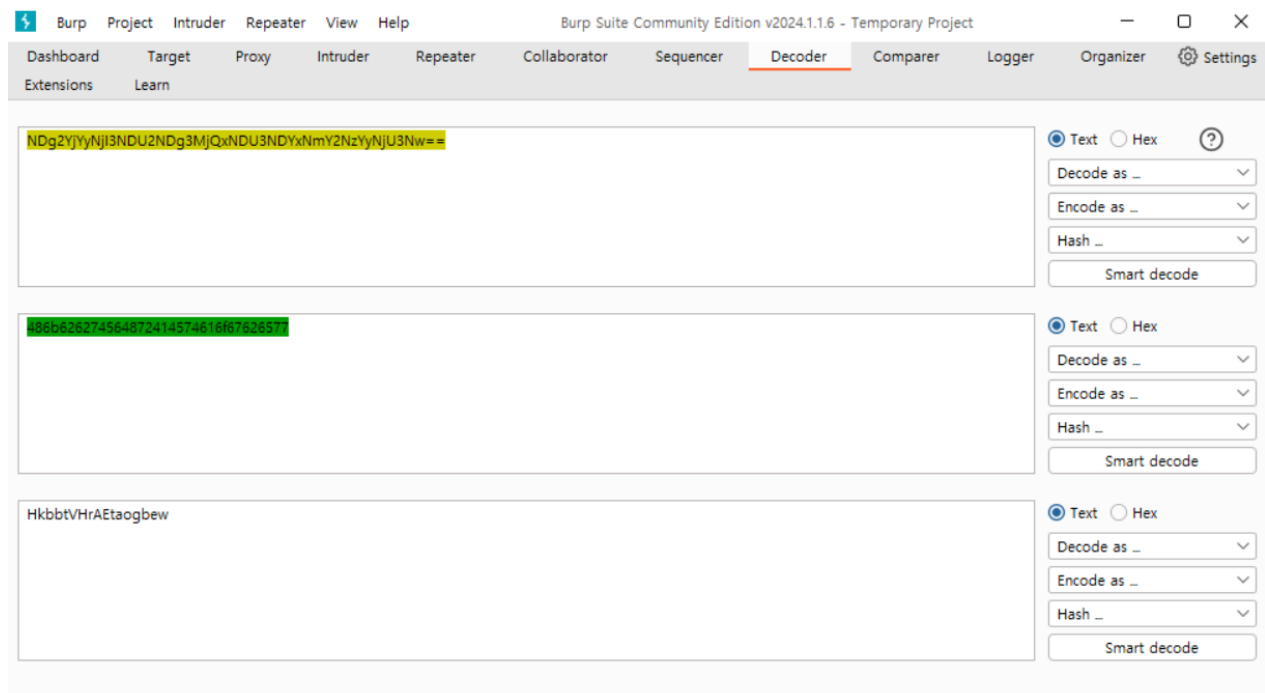 Burp Project Intruder Repeater View Help Burp Suite Community Edition v2024.1.1.6 - Temporary Project
Dashboard Target Proxy Intruder Repeater Collaborator Sequencer Decoder Comparer Logger Organizer Settings
Extensions Learn
NDg2YjYyNjI3NDU2NDg3MjQxNDU3NDYxNmY2NzYyNjU3Nw==
Text Hex ?
Decode as ...
Encode as ...
Hash ...
Smart decode
486b626274564872414574616f67626577
Text Hex
Decode as ...
Encode as ...
Hash ...
Smart decode
HkbbtVHrAEtaogbew
Text Hex
Decode as ...
Encode as ...
Hash ...
Smart decode